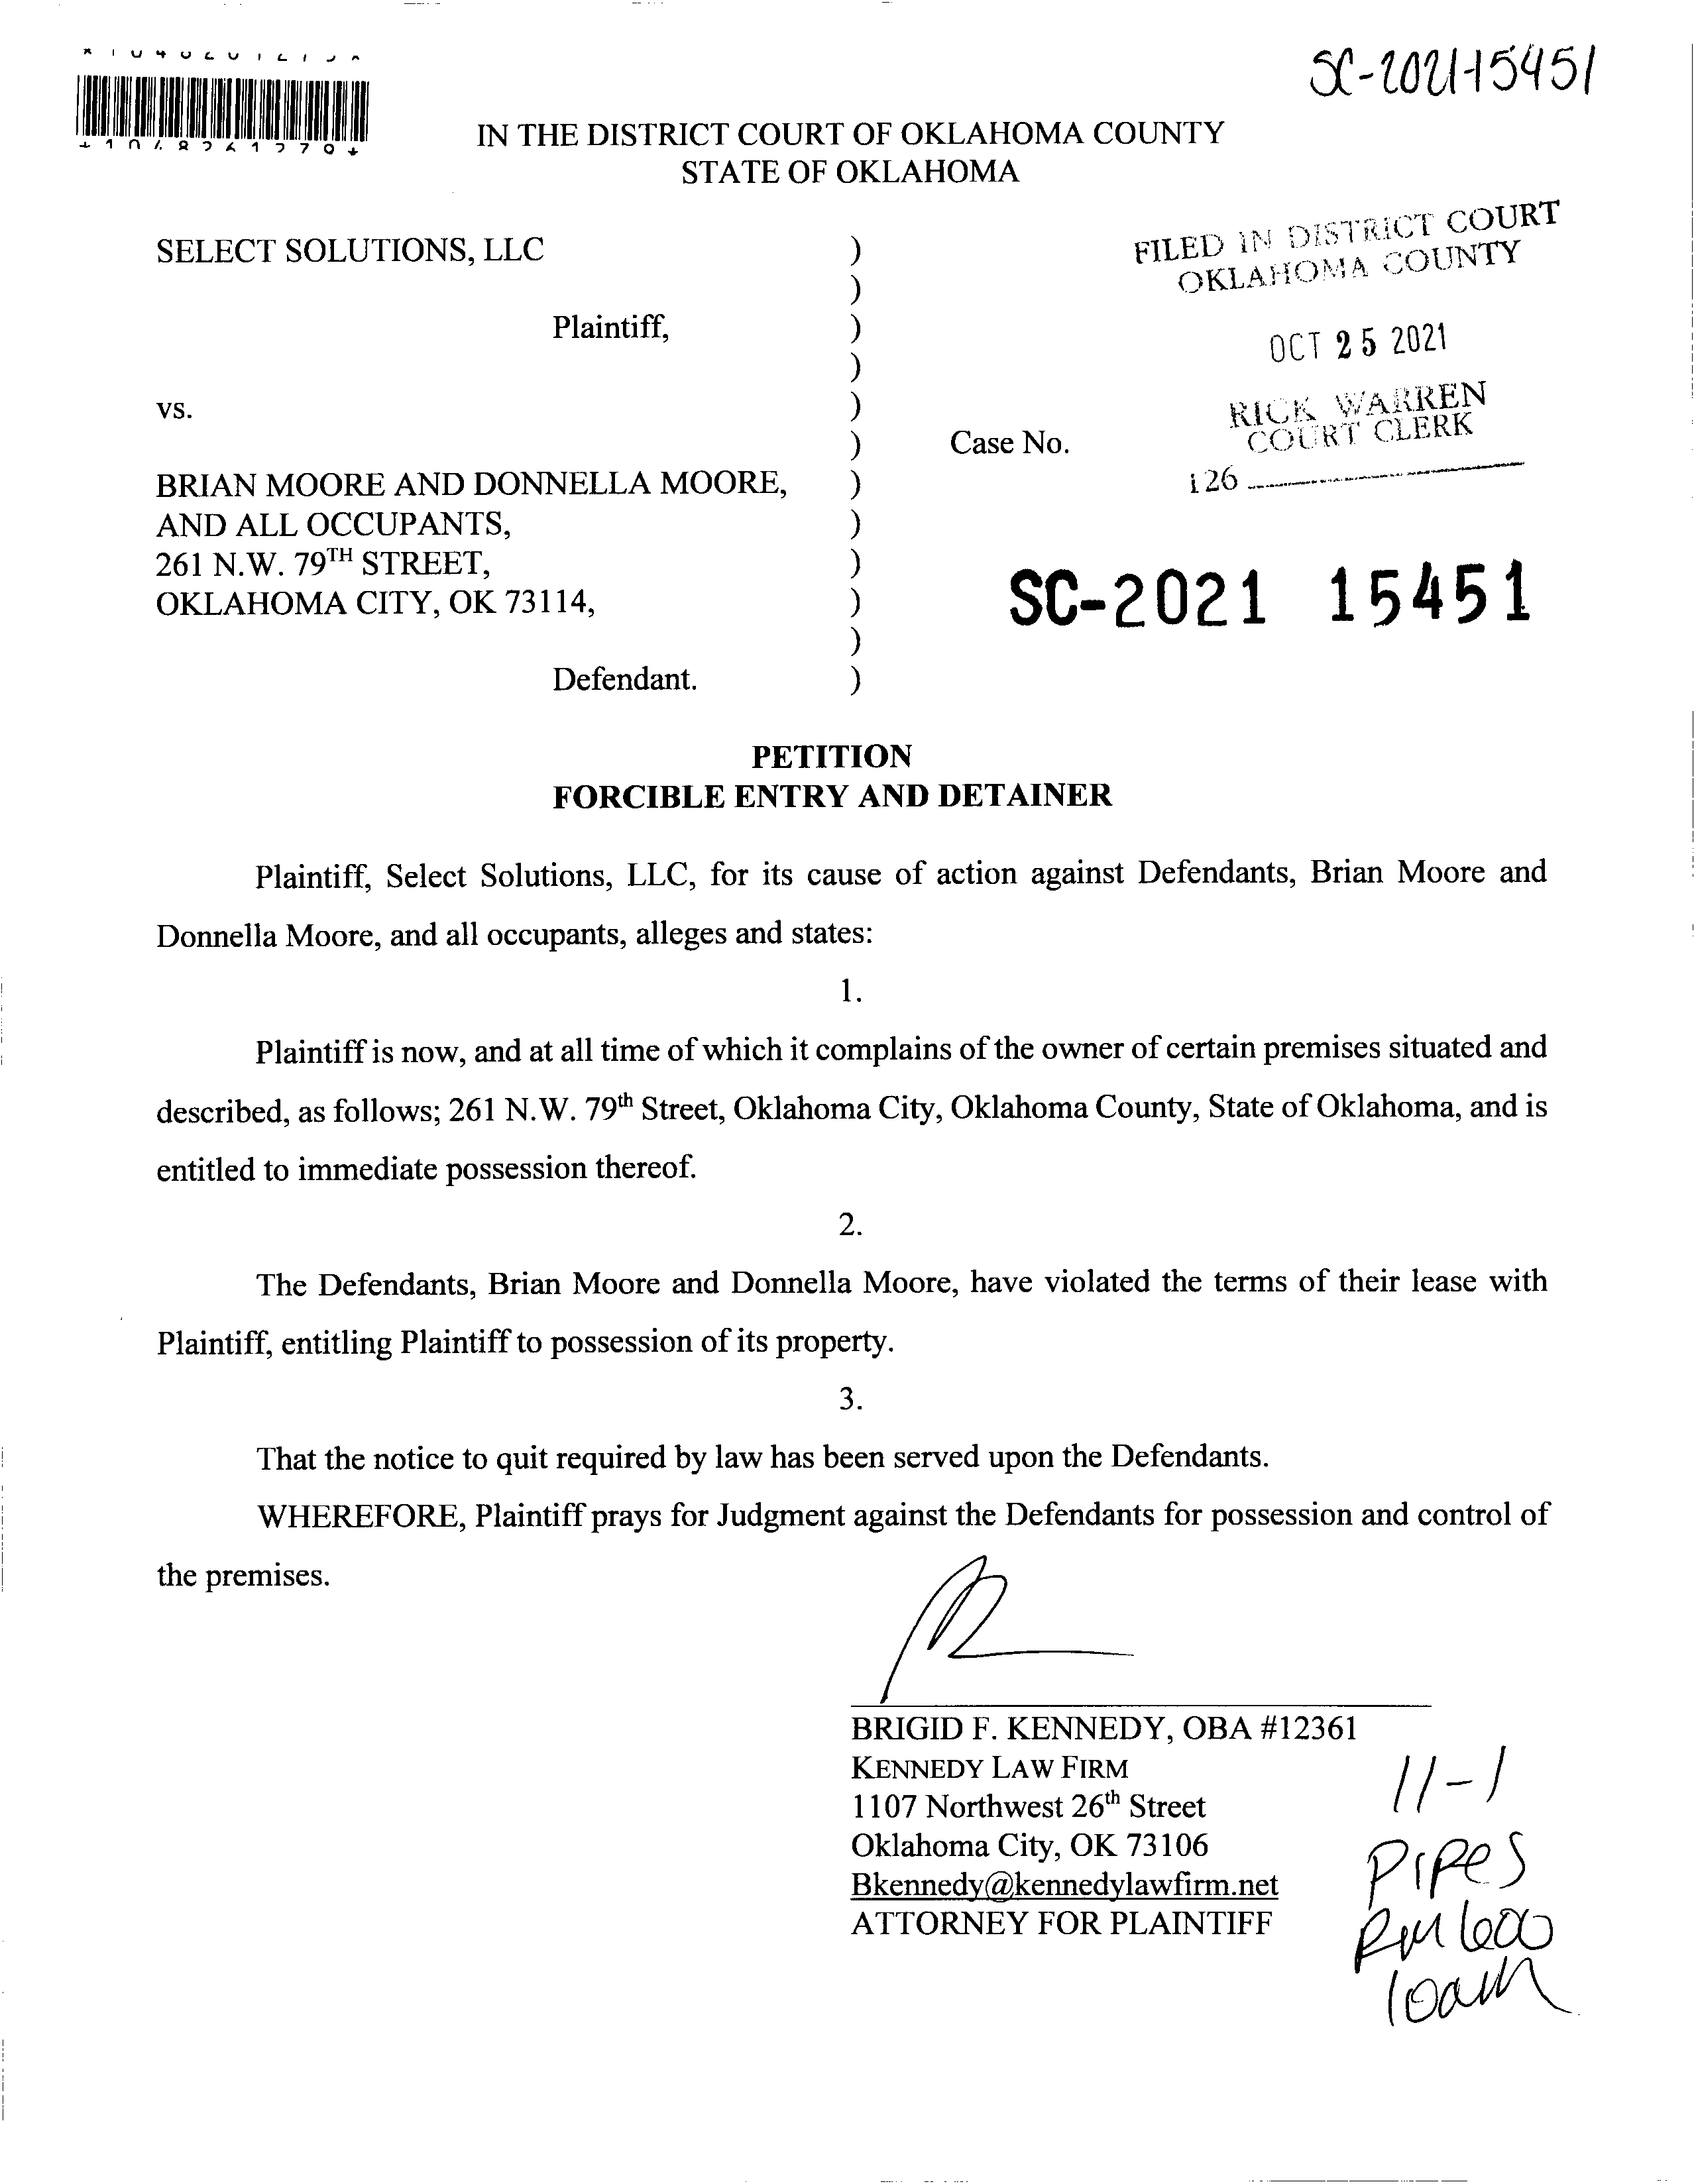 SC-2021-15451
IN THE DISTRICT COURT OF OKLAHOMA COUNTY
STATE OF OKLAHOMA
SELECT SOLUTIONS, LLC
Plaintiff,
vs.
BRIAN MOORE AND DONNELLA MOORE,
AND ALL OCCUPANTS,
261 N.W. 79TH STREET,
OKLAHOMA CITY, OK 73114,
Defendant.
)
)
)
)
)
)
)
)
)
)
)
)
Case No.
FILED IN DISTRICT COURT
OKLAHOMA COUNTY
OCT 25 2021
RICK WARREN
COURT CLERK
126
SC-2021 15451
PETITION
FORCIBLE ENTRY AND DETAINER
Plaintiff, Select Solutions, LLC, for its cause of action against Defendants, Brian Moore and
Donnella Moore, and all occupants, alleges and states:
1.
Plaintiff is now, and at all time of which it complains of the owner of certain premises situated and
described, as follows; 261 N.W. 79th Street, Oklahoma City, Oklahoma County, State of Oklahoma, and is
entitled to immediate possession thereof.
2.
The Defendants, Brian Moore and Donnella Moore, have violated the terms of their lease with
Plaintiff, entitling Plaintiff to possession of its property.
3.
That the notice to quit required by law has been served upon the Defendants.
WHEREFORE, Plaintiff prays for Judgment against the Defendants for possession and control of
the premises.
BRIGID F. KENNEDY, OBA #12361
KENNEDY LAW FIRM
1107 Northwest 26th Street
Oklahoma City, OK 73106
Bkennedy@kennedylawfirm.net
ATTORNEY FOR PLAINTIFF
11-1
Pipes
Rm 600
10am